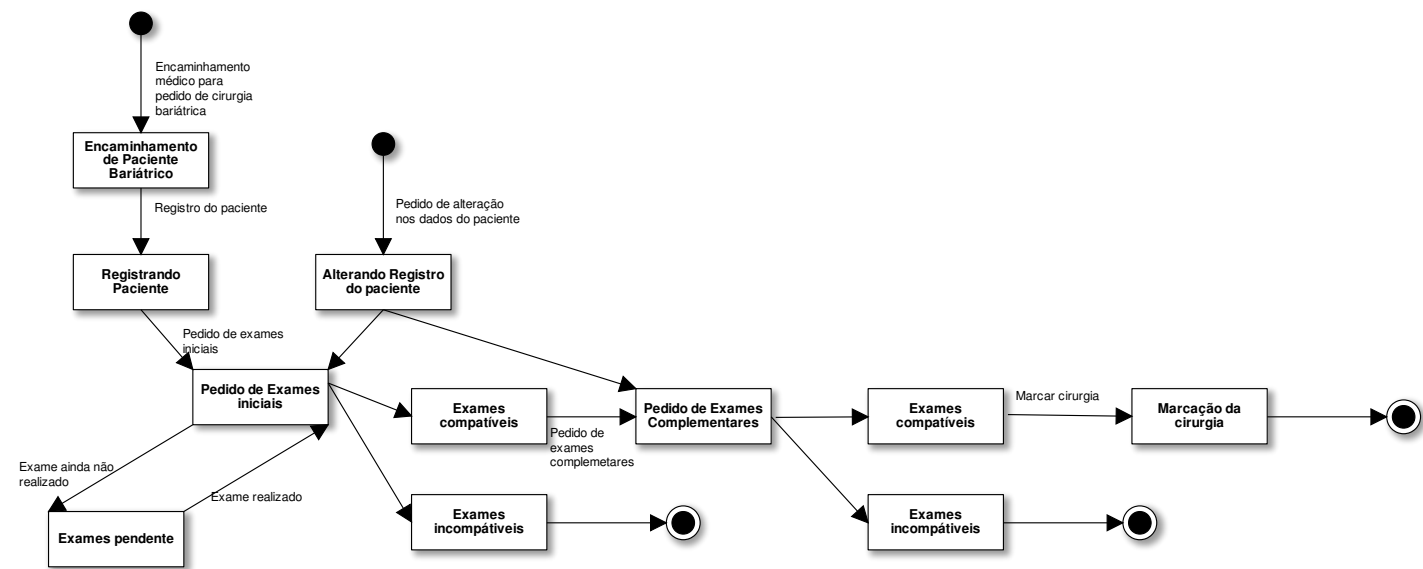 Encaminhamento
médico para
pedido de cirurgia
bariátrica
Encaminhamento
de Paciente
Bariátrico
Registro do paciente
Pedido de alteração
nos dados do paciente
Registrando
Paciente
Alterando Registro
do paciente
Pedido de exames
iniciais
Pedido de Exames
iniciais
Exames
compatíveis
Pedido de
exames
complemetares
Pedido de Exames
Complementares
Exames
compatíveis
Marcar cirurgia
Marcação da
cirurgia
Exame ainda não
realizado
Exame realizado
Exames pendente
Exames
incompátiveis
Exames
incompátiveis